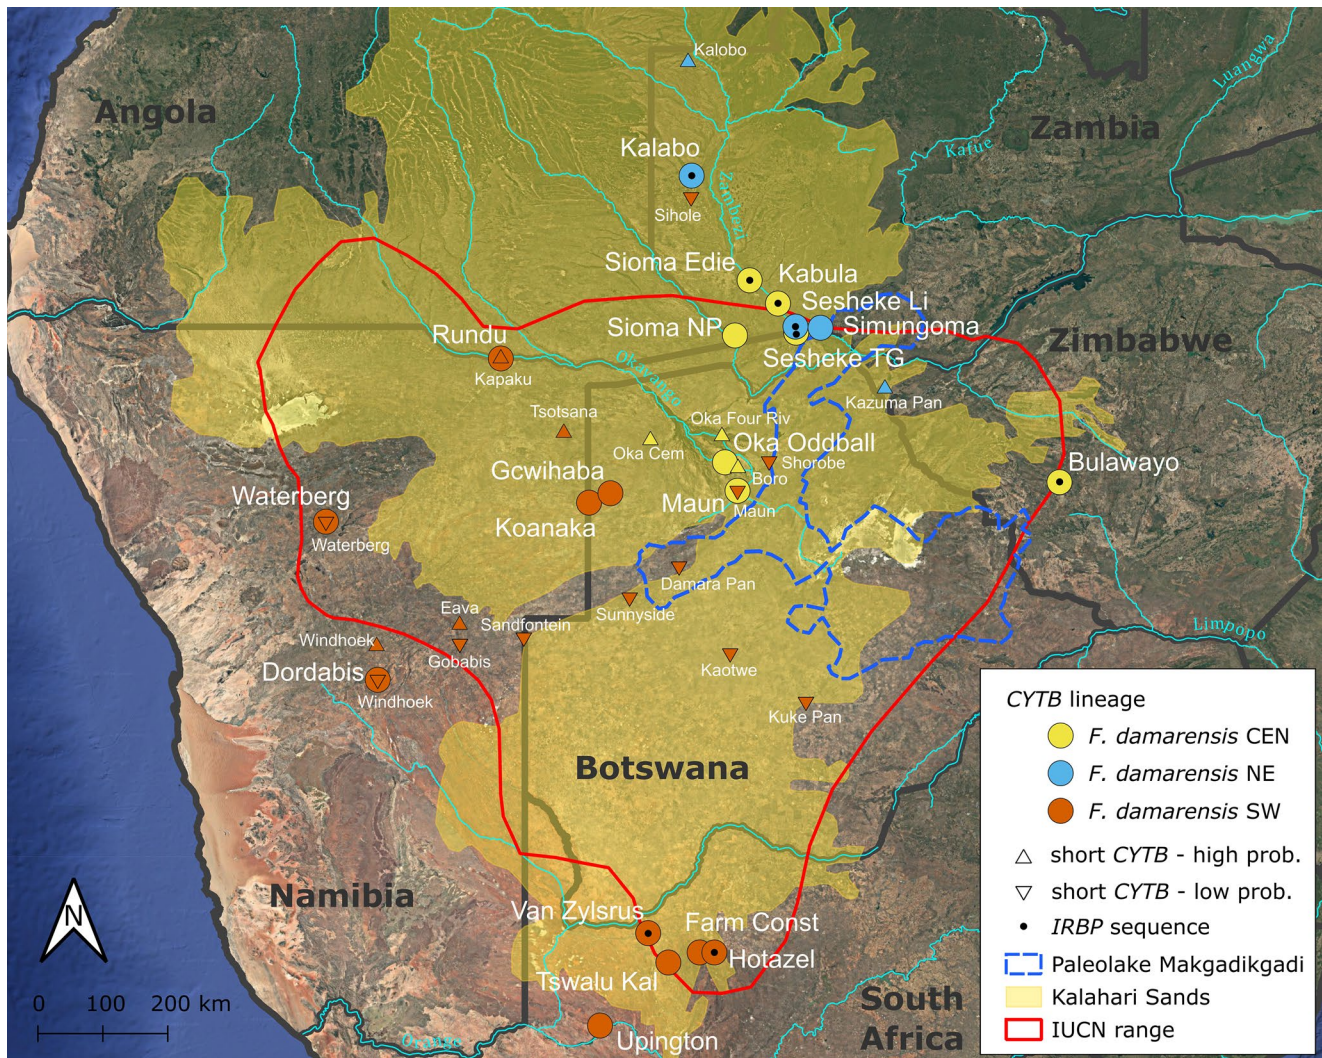 Kalobo
Luangwa
Angola
Zambia
Kafue
Kalabo
Zambezi
Sihole
Sioma Edie
Kabula
Sesheke Li
Sioma NP
Simungoma
Rundu
Zimbabwe
Sesheke TG
Kapaku
Okavango
Kazuma Pan
Tsotsana
Oka Four Riv
Oka Cem
Oka Oddball
Shorobe
Bulawayo
Gcwihaba
Boro
Waterberg
Maun
Maun
Koanaka
Waterberg
Damara Pan
Eava
Sunnyside
Sandfontein
Limpopo
Windhoek
Gobabis
Kaotwe
Dordabis
Windhoek
Kuke Pan
Botswana
Namibia
Van Zylsrus
Farm Const
Hotazel
Tswalu Kal
South
Africa
Orange
Upington
N
0 100 200 km
CYTB lineage
F. damarensis CEN
F. damarensis NE
F. damarensis SW
short CYTB - high prob.
short CYTB - low prob.
IRBP sequence
Paleolake Makgadikgadi
Kalahari Sands
IUCN range